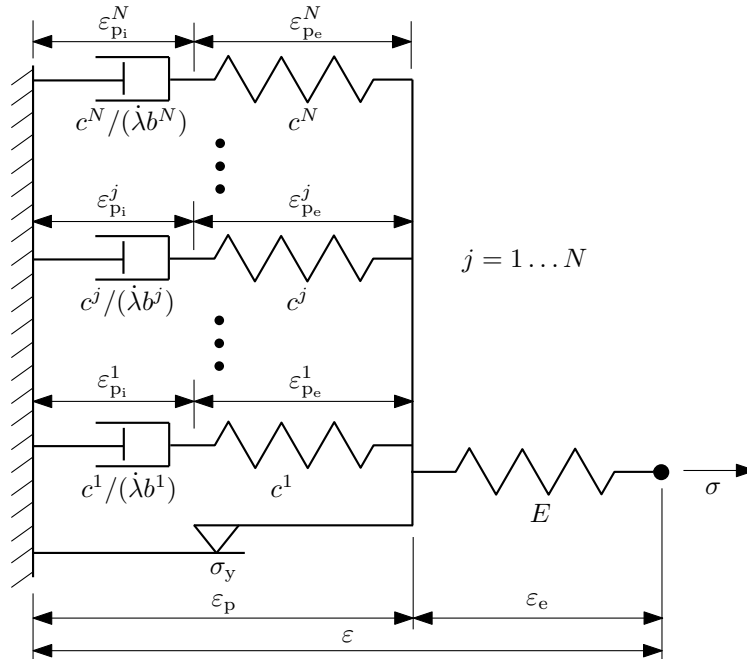 ε_{p_i}^N ε_{p_e}^N
c^N/(λ̇b^N) c^N
ε_{p_i}^j ε_{p_e}^j
j = 1 … N
c^j/(λ̇b^j) c^j
ε_{p_i}^1 ε_{p_e}^1
c^1/(λ̇b^1) c^1
E σ
σ_y
ε_p ε_e
ε